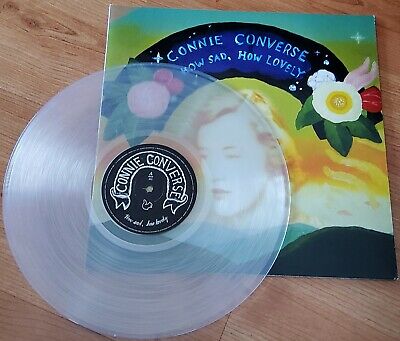 CONNIE CONVERSE
HOW SAD, HOW LOVELY
CONNIE CONVERSE
A
How sad, how lovely